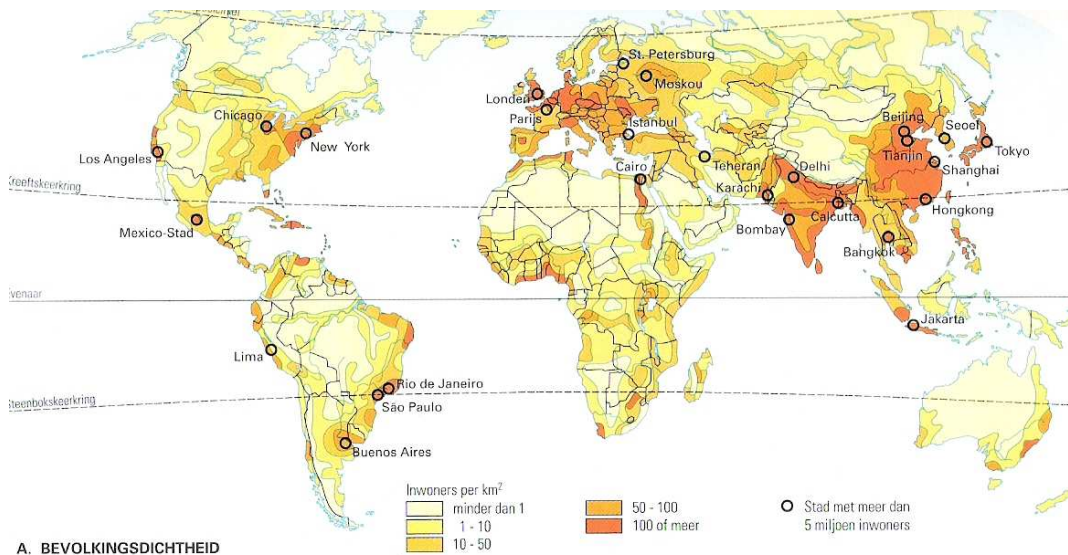 St. Petersburg
Moskou
Londen
Parijs
Istanbul
Chicago
New York
Los Angeles
Beijing
Seoel
Tianjin
Tokyo
Teheran
Delhi
Shanghai
Cairo
Karachi
Kreeftskeerkring
Calcutta
Hongkong
Mexico-Stad
Bombay
Bangkok
evenaar
Jakarta
Lima
Rio de Janeiro
São Paulo
Steenbokskeerkring
Buenos Aires
Inwoners per km²
minder dan 1
1 - 10
10 - 50
50 - 100
100 of meer
Stad met meer dan
5 miljoen inwoners
A. BEVOLKINGSDICHTHEID